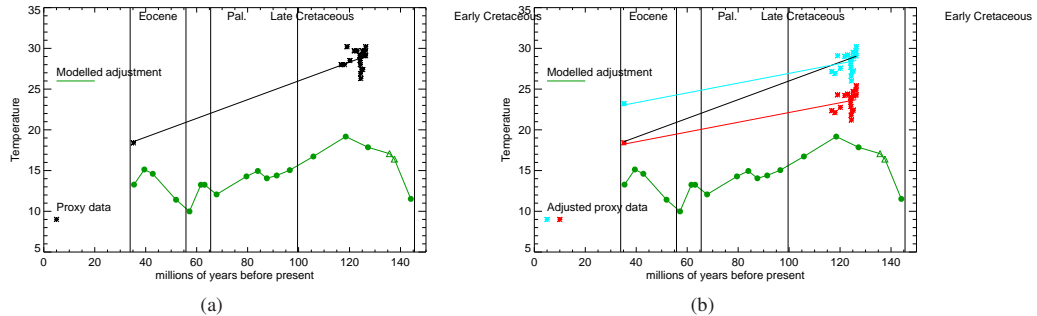 Eocene Pal. Late Cretaceous Early Cretaceous
35
30
25
20
15
10
5
Temperature
Modelled adjustment
Proxy data
0 20 40 60 80 100 120 140
millions of years before present
(a)
Eocene Pal. Late Cretaceous Early Cretaceous
35
30
25
20
15
10
5
Temperature
Modelled adjustment
Adjusted proxy data
0 20 40 60 80 100 120 140
millions of years before present
(b)